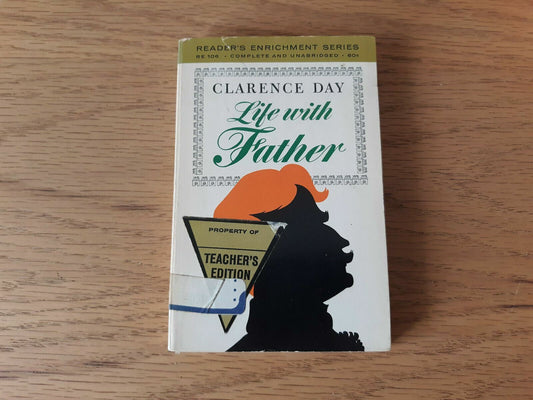 READER'S ENRICHMENT SERIES
RE 106 • COMPLETE AND UNABRIDGED • 60¢
CLARENCE DAY
Life with
Father
PROPERTY OF
TEACHER'S
EDITION